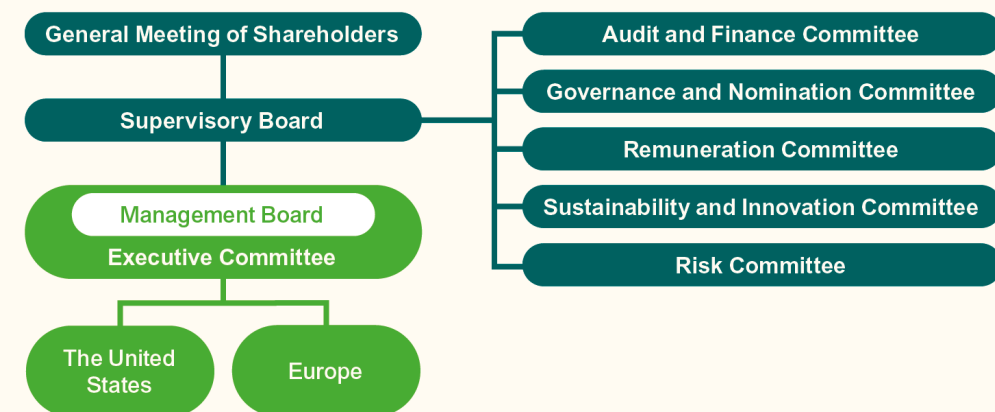 General Meeting of Shareholders
Supervisory Board
Management Board
Executive Committee
The United
States
Europe
Audit and Finance Committee
Governance and Nomination Committee
Remuneration Committee
Sustainability and Innovation Committee
Risk Committee